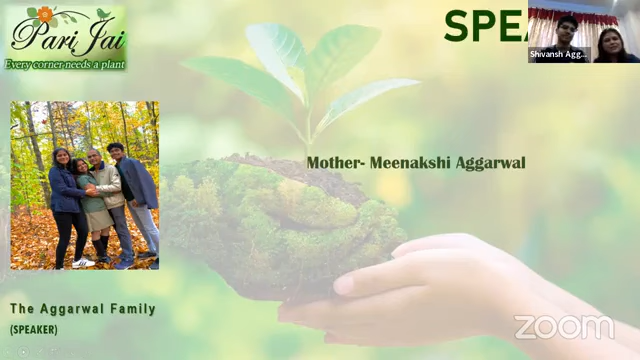 Pari Jai
Every corner needs a plant
SPEA
Shivansh Agg...
Mother- Meenakshi Aggarwal
The Aggarwal Family
(SPEAKER)
zoom